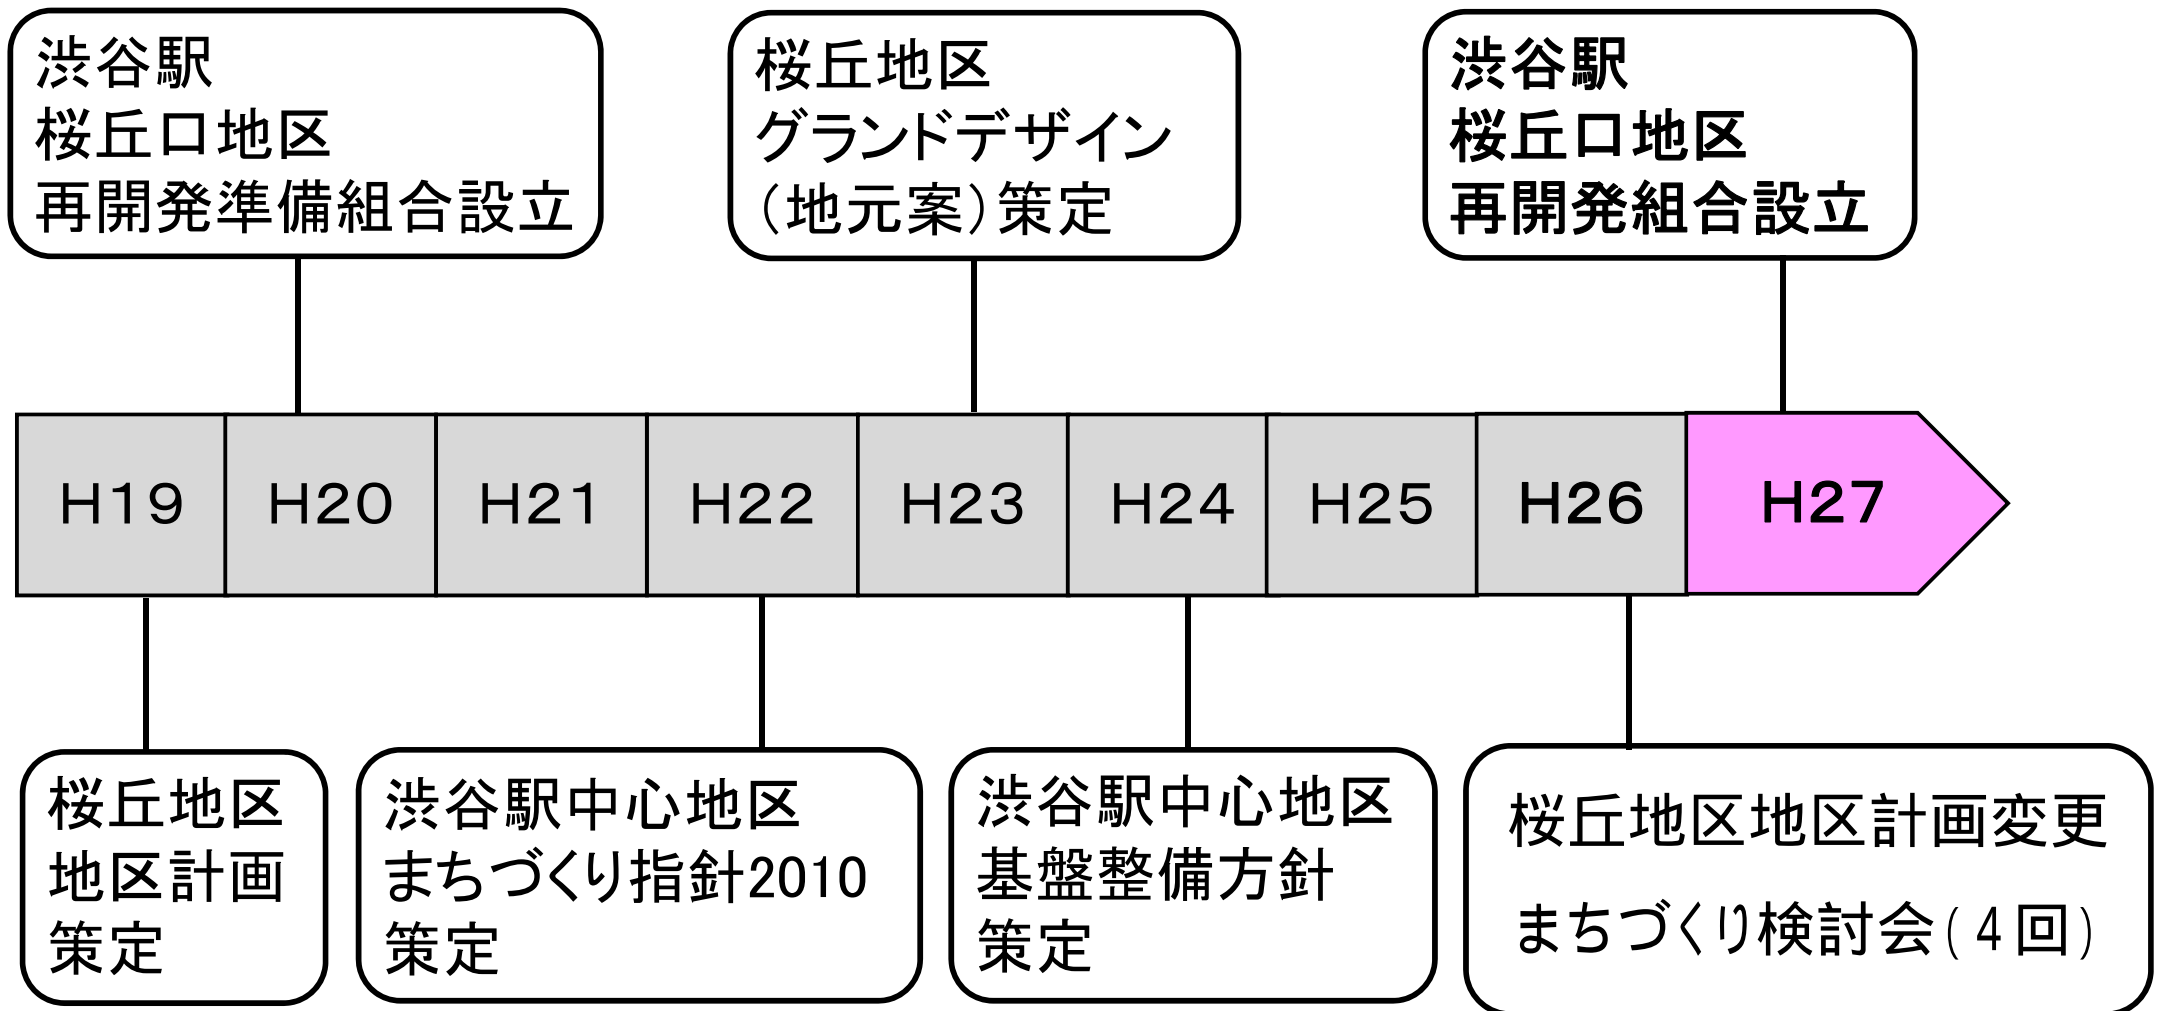 渋谷駅
桜丘口地区
再開発準備組合設立
桜丘地区
グランドデザイン
（地元案）策定
渋谷駅
桜丘口地区
再開発組合設立
H19
H20
H21
H22
H23
H24
H25
H26
H27
桜丘地区
地区計画
策定
渋谷駅中心地区
まちづくり指針2010
策定
渋谷駅中心地区
基盤整備方針
策定
桜丘地区地区計画変更
まちづくり検討会(4回)